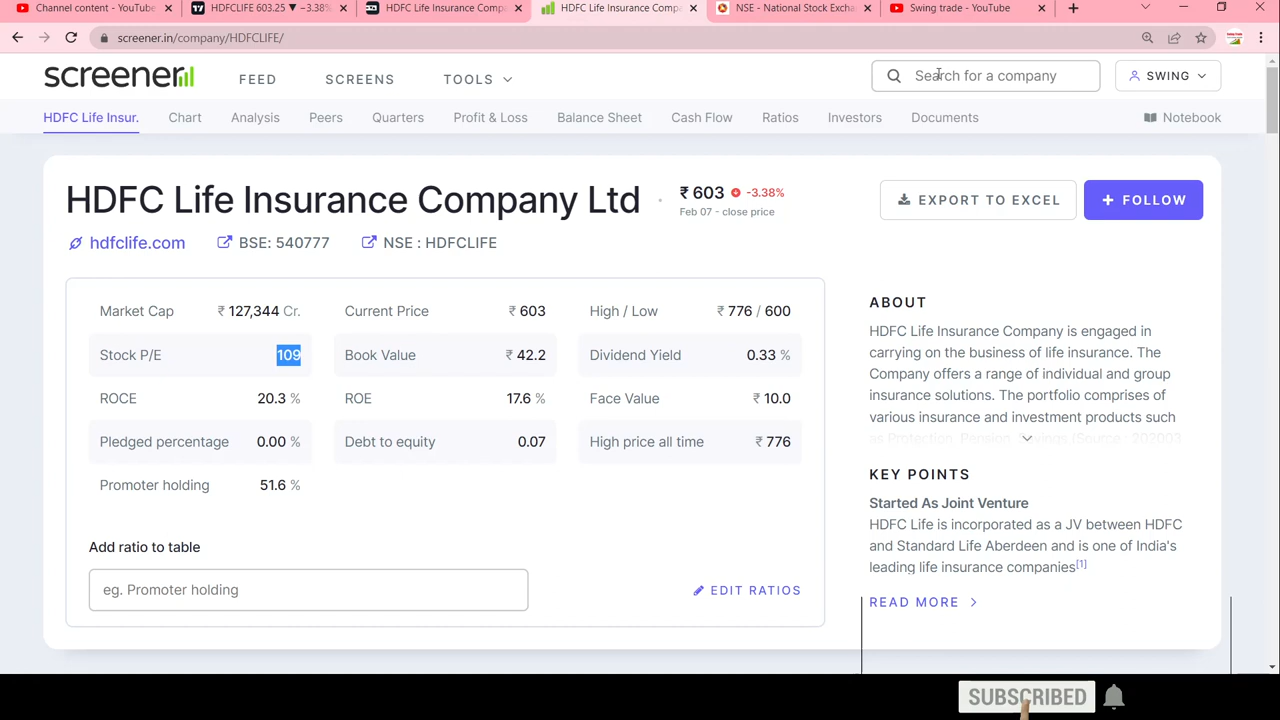 Channel content - YouTube
HDFCLIFE 603.25 ▼ −3.38%
HDFC Life Insurance Company
HDFC Life Insurance Compa
NSE - National Stock Excha
Swing trade - YouTube
screener.in/company/HDFCLIFE/
screener
FEED
SCREENS
TOOLS
Search for a company
SWING
HDFC Life Insur.
Chart
Analysis
Peers
Quarters
Profit & Loss
Balance Sheet
Cash Flow
Ratios
Investors
Documents
Notebook
HDFC Life Insurance Company Ltd
₹ 603 -3.38%
Feb 07 - close price
EXPORT TO EXCEL
+ FOLLOW
hdfclife.com
BSE: 540777
NSE : HDFCLIFE
Market Cap ₹ 127,344 Cr.
Current Price ₹ 603
High / Low ₹ 776 / 600
Stock P/E 109
Book Value ₹ 42.2
Dividend Yield 0.33 %
ROCE 20.3 %
ROE 17.6 %
Face Value ₹ 10.0
Pledged percentage 0.00 %
Debt to equity 0.07
High price all time ₹ 776
Promoter holding 51.6 %
Add ratio to table
eg. Promoter holding
EDIT RATIOS
ABOUT
HDFC Life Insurance Company is engaged in
carrying on the business of life insurance. The
Company offers a range of individual and group
insurance solutions. The portfolio comprises of
various insurance and investment products such
as Protection, Pension, Savings (Source : 202003
KEY POINTS
Started As Joint Venture
HDFC Life is incorporated as a JV between HDFC
and Standard Life Aberdeen and is one of India's
leading life insurance companies[1]
READ MORE
SUBSCRIBED